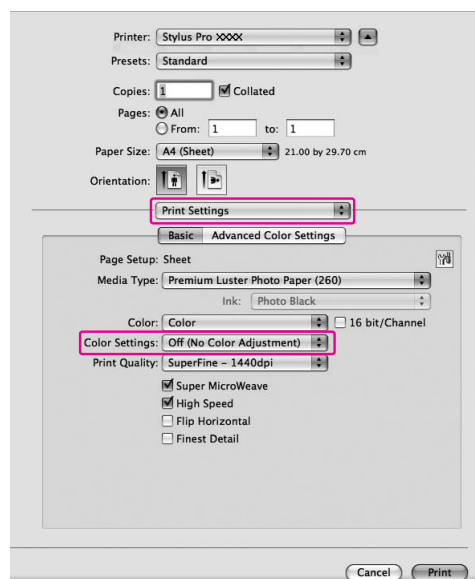 Printer: Stylus Pro XXXX
Presets: Standard
Copies: 1 Collated
Pages: All
From: 1 to: 1
Paper Size: A4 (Sheet) 21.00 by 29.70 cm
Orientation:
Print Settings
Basic Advanced Color Settings
Page Setup: Sheet
Media Type: Premium Luster Photo Paper (260)
Ink: Photo Black
Color: Color 16 bit/Channel
Color Settings: Off (No Color Adjustment)
Print Quality: SuperFine – 1440dpi
Super MicroWeave
High Speed
Flip Horizontal
Finest Detail
Cancel Print